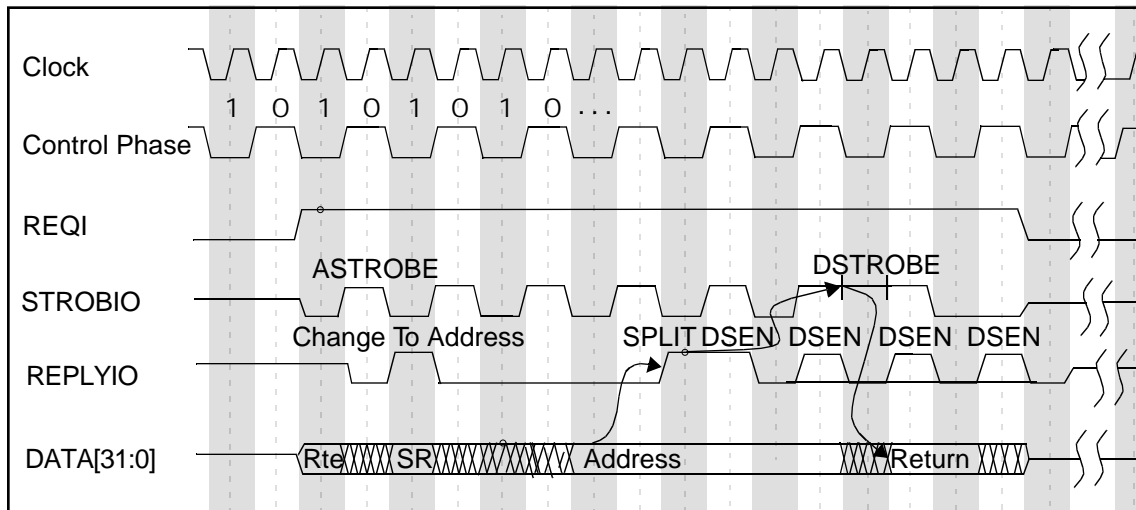 Clock
1 0 1 0 1 0 1 0 ...
Control Phase
REQI
ASTROBE DSTROBE
STROBIO
Change To Address SPLIT DSEN DSEN DSEN DSEN
REPLYIO
DATA[31:0] Rte SR Address Return